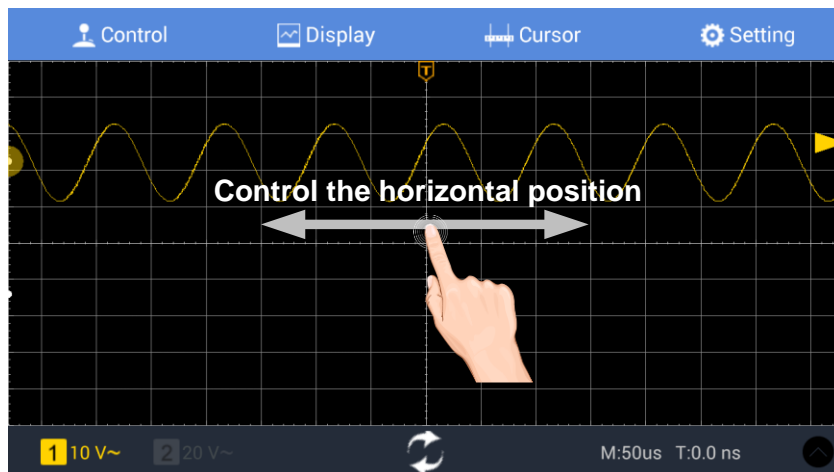 Control Display Cursor Setting
T
Control the horizontal position
1 10 V~ 2 20 V~ M:50us T:0.0 ns